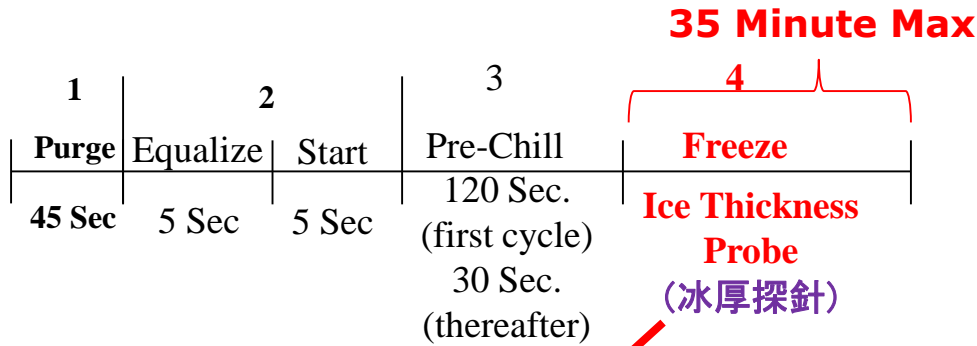 35 Minute Max
1
2
3
4
Purge
Equalize
Start
Pre-Chill
Freeze
45 Sec
5 Sec
5 Sec
120 Sec.
(first cycle)
30 Sec.
(thereafter)
Ice Thickness
Probe
(冰厚探針)